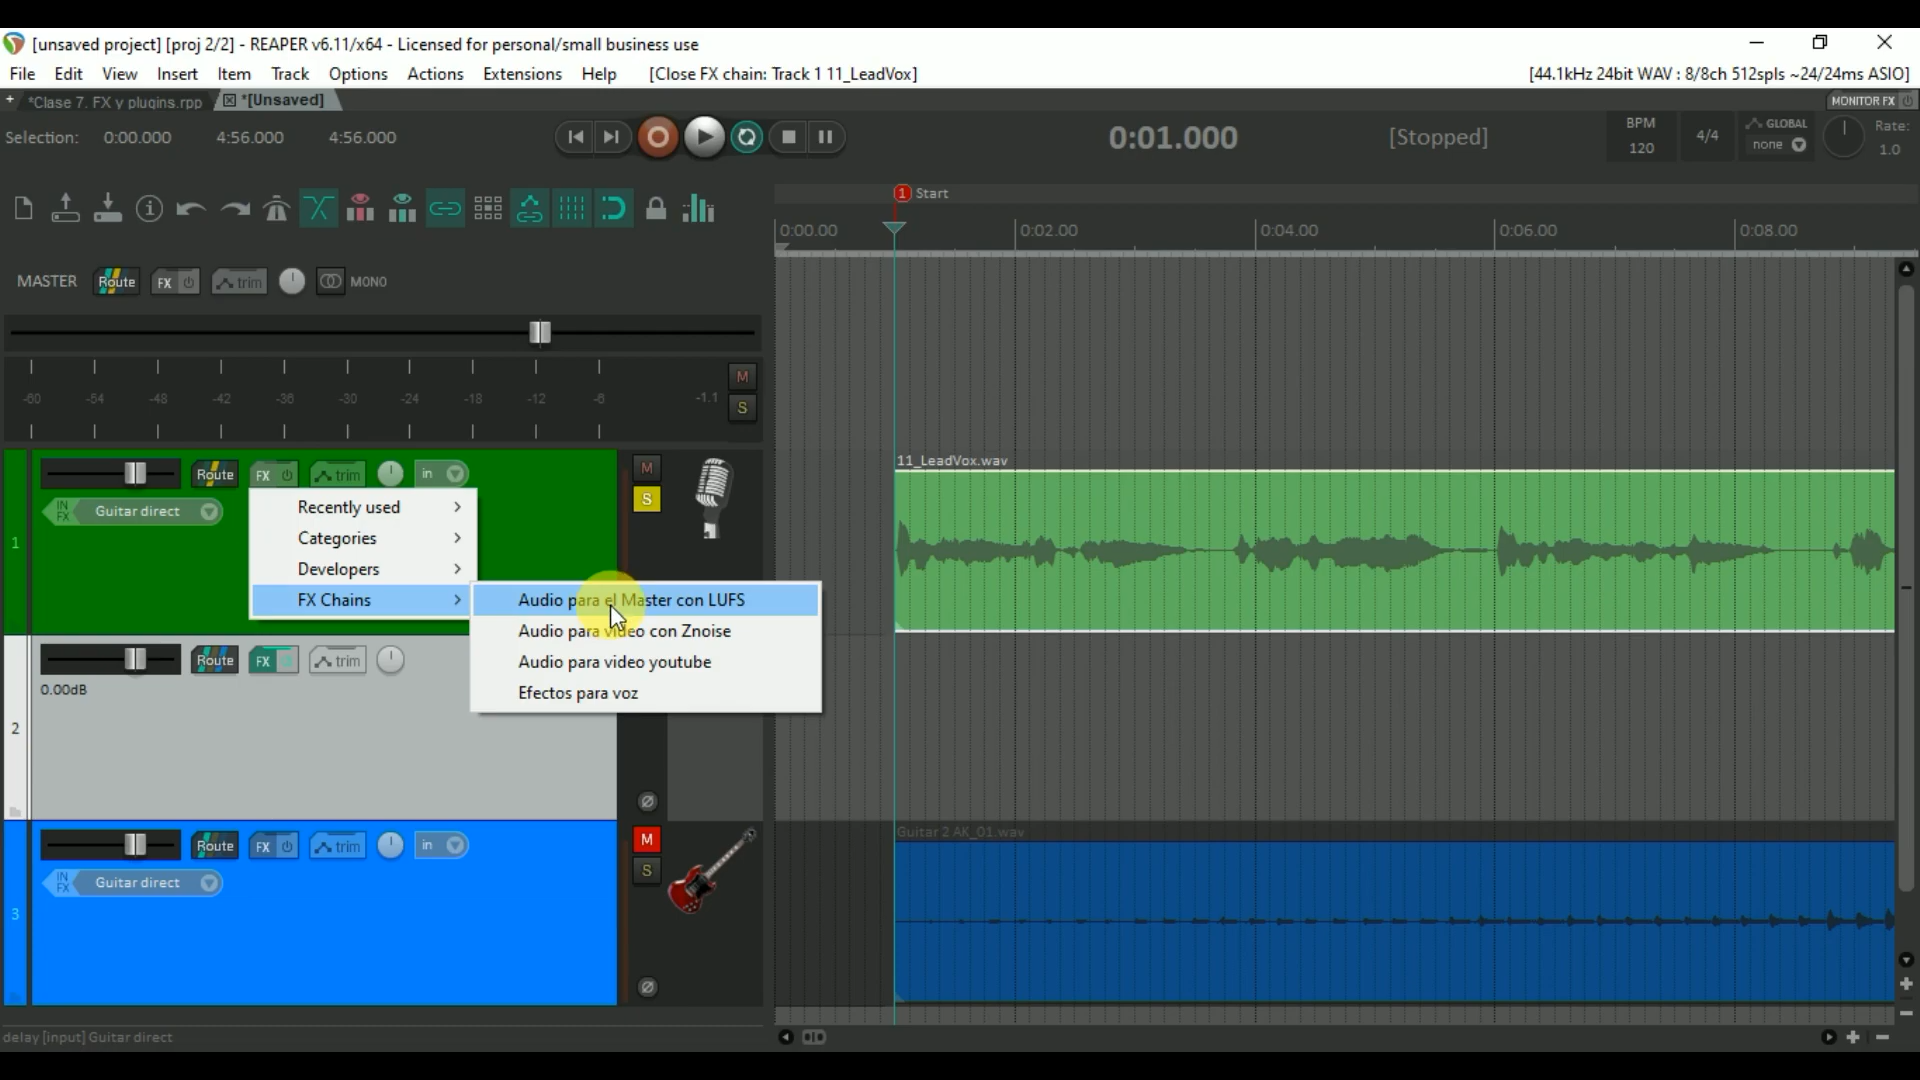 [unsaved project] [proj 2/2] - REAPER v6.11/x64 - Licensed for personal/small business use
File Edit View Insert Item Track Options Actions Extensions Help [Close FX chain: Track 1 11_LeadVox]
[44.1kHz 24bit WAV : 8/8ch 512spls ~24/24ms ASIO]
+ *Clase 7. FX y plugins.rpp *[Unsaved]
MONITOR FX
Selection: 0:00.000 4:56.000 4:56.000
0:01.000 [Stopped]
BPM 120
4/4
GLOBAL none
Rate: 1.0
1 Start
0:00.00 0:02.00 0:04.00 0:06.00 0:08.00
MASTER Route FX trim MONO
-60 -54 -48 -42 -36 -30 -24 -18 -12 -6 -1.1
M
S
11_LeadVox.wav
Route FX trim in
M
S
IN FX Guitar direct
1
Recently used
Categories
Developers
FX Chains
Audio para el Master con LUFS
Audio para video con Znoise
Audio para video youtube
Efectos para voz
Route FX trim
0.00dB
2
Guitar 2 AK_01.wav
Route FX trim in
M
S
IN FX Guitar direct
3
delay [input] Guitar direct